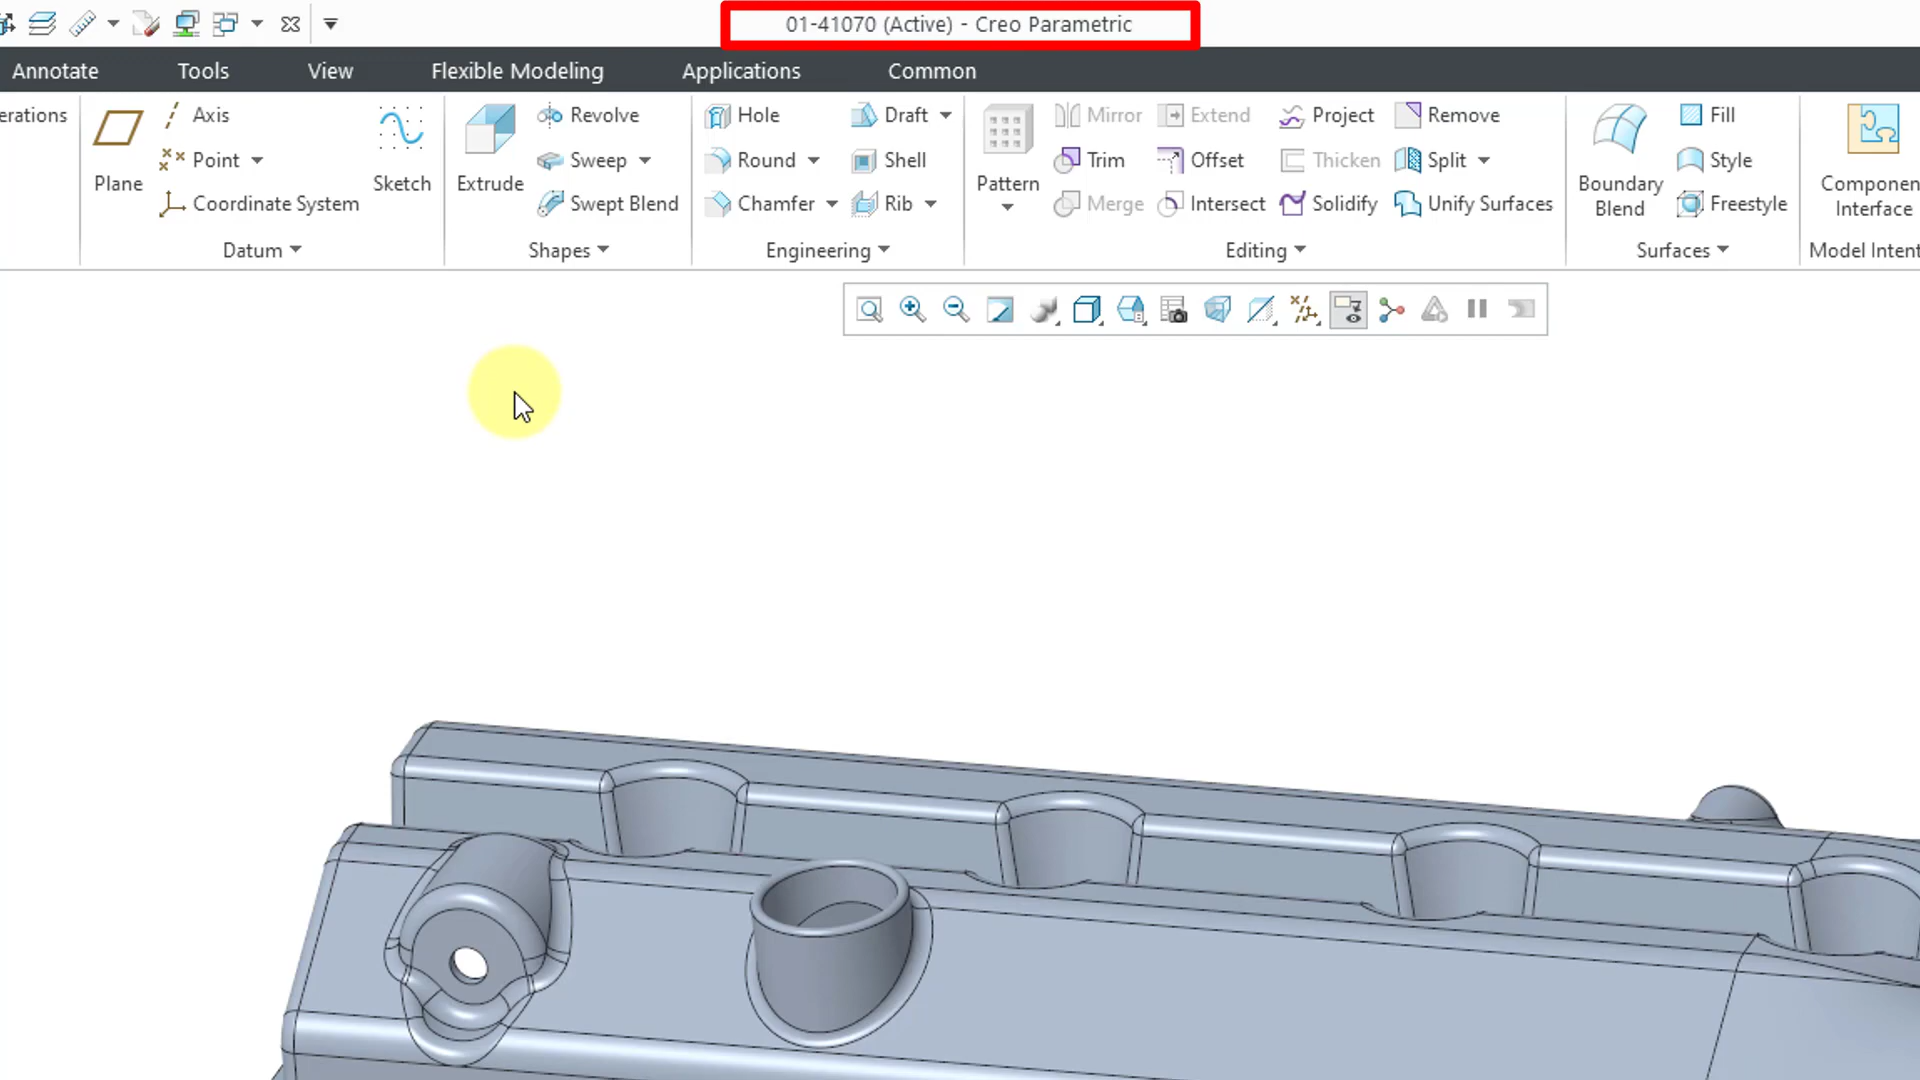 01-41070 (Active) - Creo Parametric
Annotate Tools View Flexible Modeling Applications Common
erations Axis Revolve Hole Draft Mirror Extend Project Remove Fill
Point Sweep Round Shell Trim Offset Thicken Split Style
Plane Sketch Extrude Pattern Boundary Blend Componen Interface
Coordinate System Swept Blend Chamfer Rib Merge Intersect Solidify Unify Surfaces Freestyle
Datum Shapes Engineering Editing Surfaces Model Intent